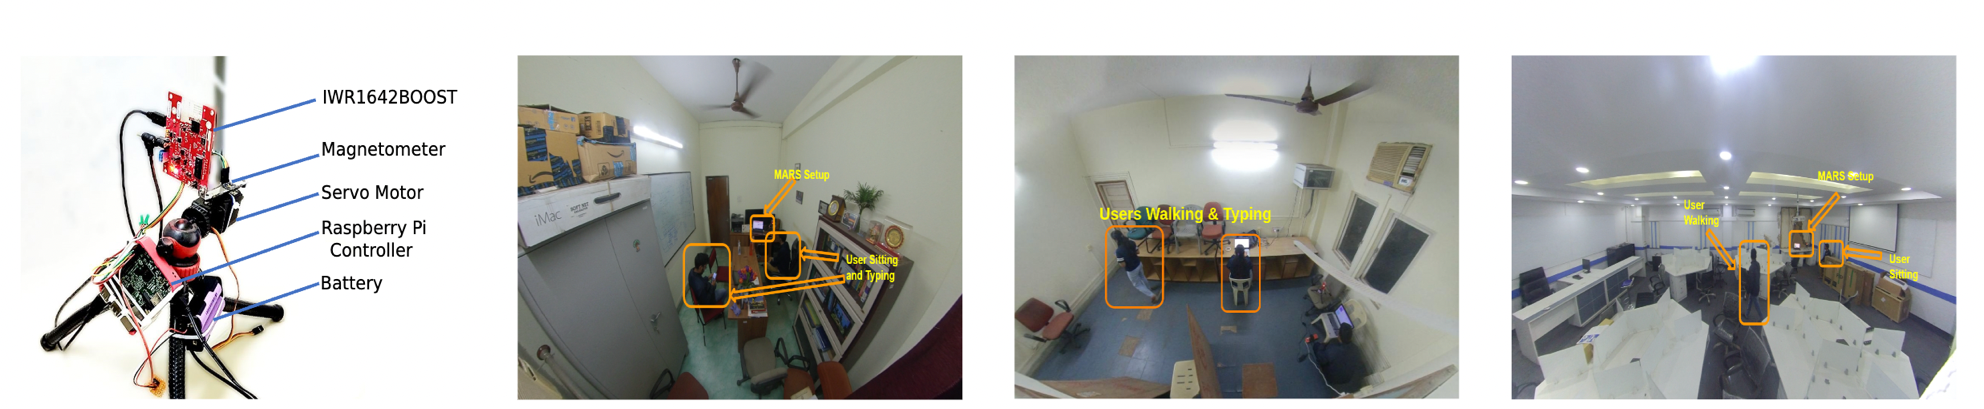 IWR1642BOOST
Magnetometer
Servo Motor
Raspberry Pi
Controller
Battery
iMac
MARS Setup
User Sitting
and Typing
Users Walking & Typing
MARS Setup
User
Walking
User
Sitting